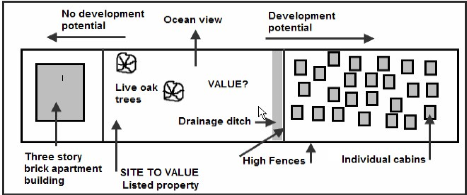 No development
potential
Ocean view
Development
potential
Live oak
trees
VALUE?
Drainage ditch
Three story
brick apartment
building
SITE TO VALUE
Listed property
High Fences
Individual cabins